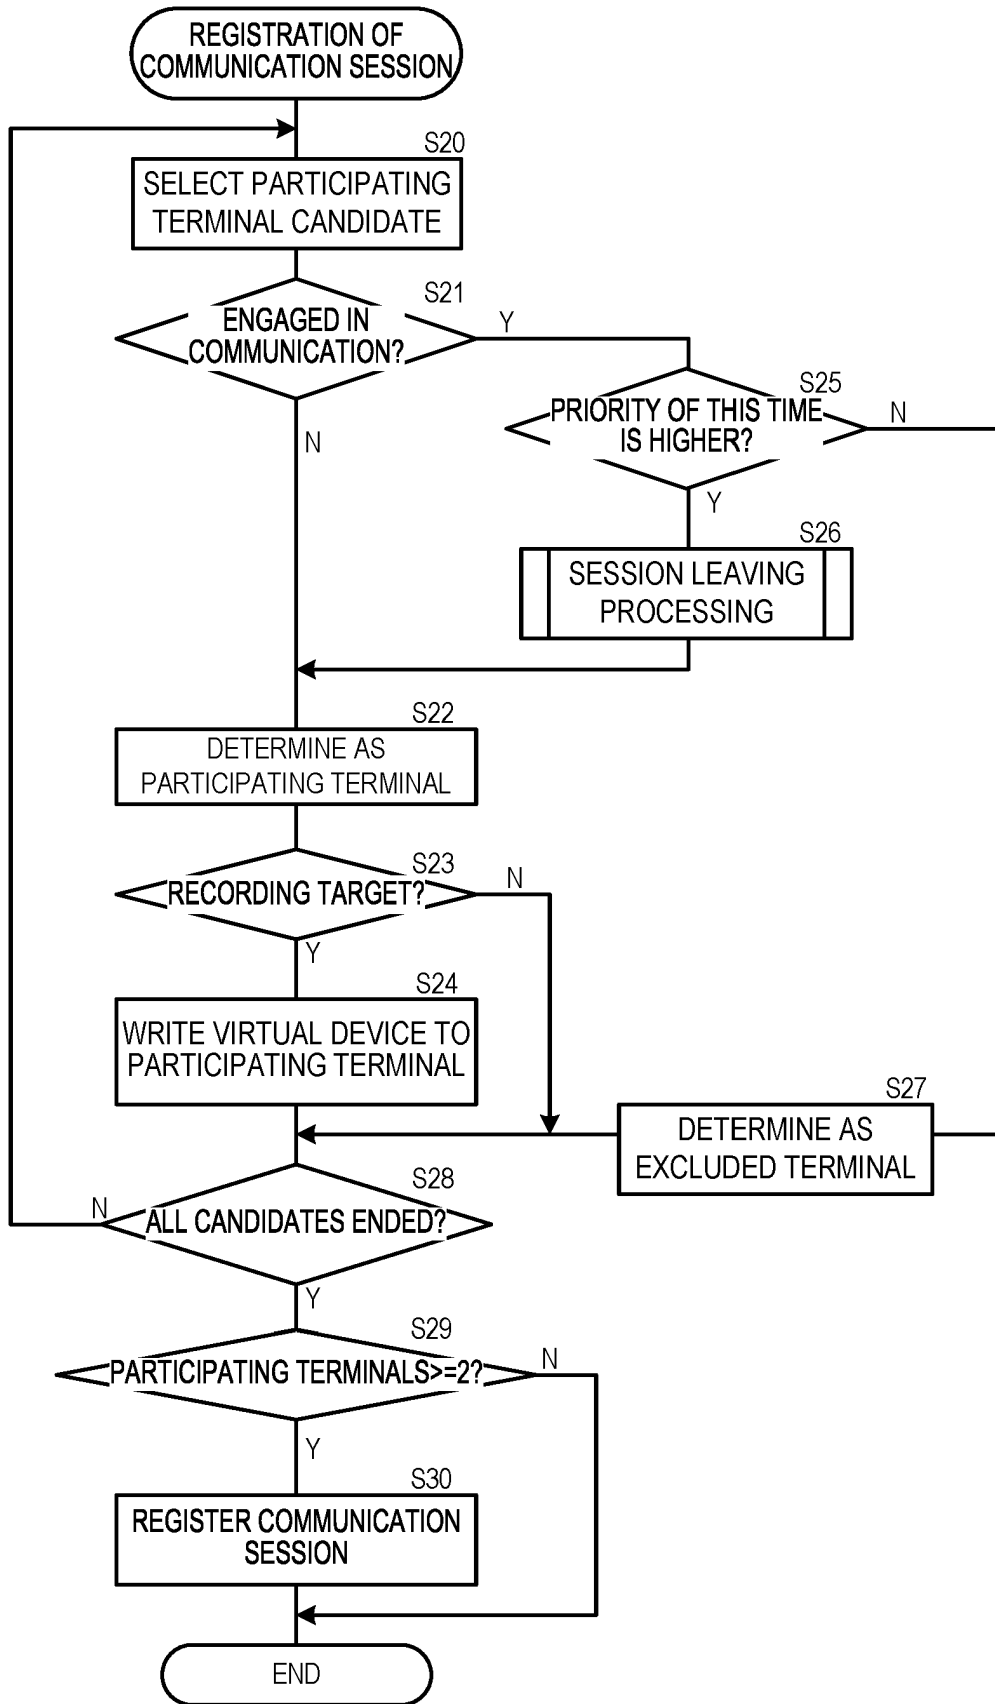 REGISTRATION OF
COMMUNICATION SESSION
S20
SELECT PARTICIPATING
TERMINAL CANDIDATE
S21
ENGAGED IN
COMMUNICATION?
Y
N
S25
PRIORITY OF THIS TIME
IS HIGHER?
N
Y
S26
SESSION LEAVING
PROCESSING
S22
DETERMINE AS
PARTICIPATING TERMINAL
S23
RECORDING TARGET?
N
Y
S24
WRITE VIRTUAL DEVICE TO
PARTICIPATING TERMINAL
S27
DETERMINE AS
EXCLUDED TERMINAL
S28
ALL CANDIDATES ENDED?
N
Y
S29
PARTICIPATING TERMINALS>=2?
N
Y
S30
REGISTER COMMUNICATION
SESSION
END